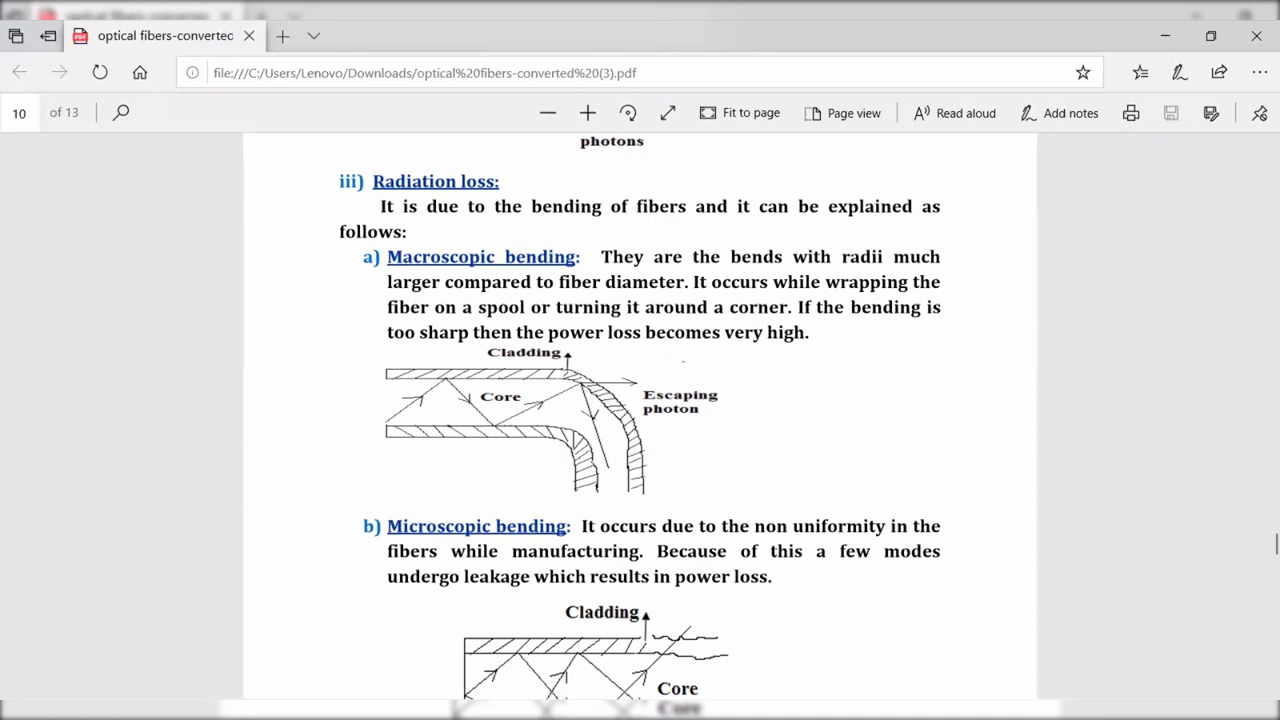 optical fibers-converted
file:///C:/Users/Lenovo/Downloads/optical%20fibers-converted%20(3).pdf
10 of 13
Fit to page
Page view
Read aloud
Add notes
photons
iii) Radiation loss:
It is due to the bending of fibers and it can be explained as
follows:
a) Macroscopic bending: They are the bends with radii much
larger compared to fiber diameter. It occurs while wrapping the
fiber on a spool or turning it around a corner. If the bending is
too sharp then the power loss becomes very high.
Cladding
Core
Escaping
photon
b) Microscopic bending: It occurs due to the non uniformity in the
fibers while manufacturing. Because of this a few modes
undergo leakage which results in power loss.
Cladding
Core
Core